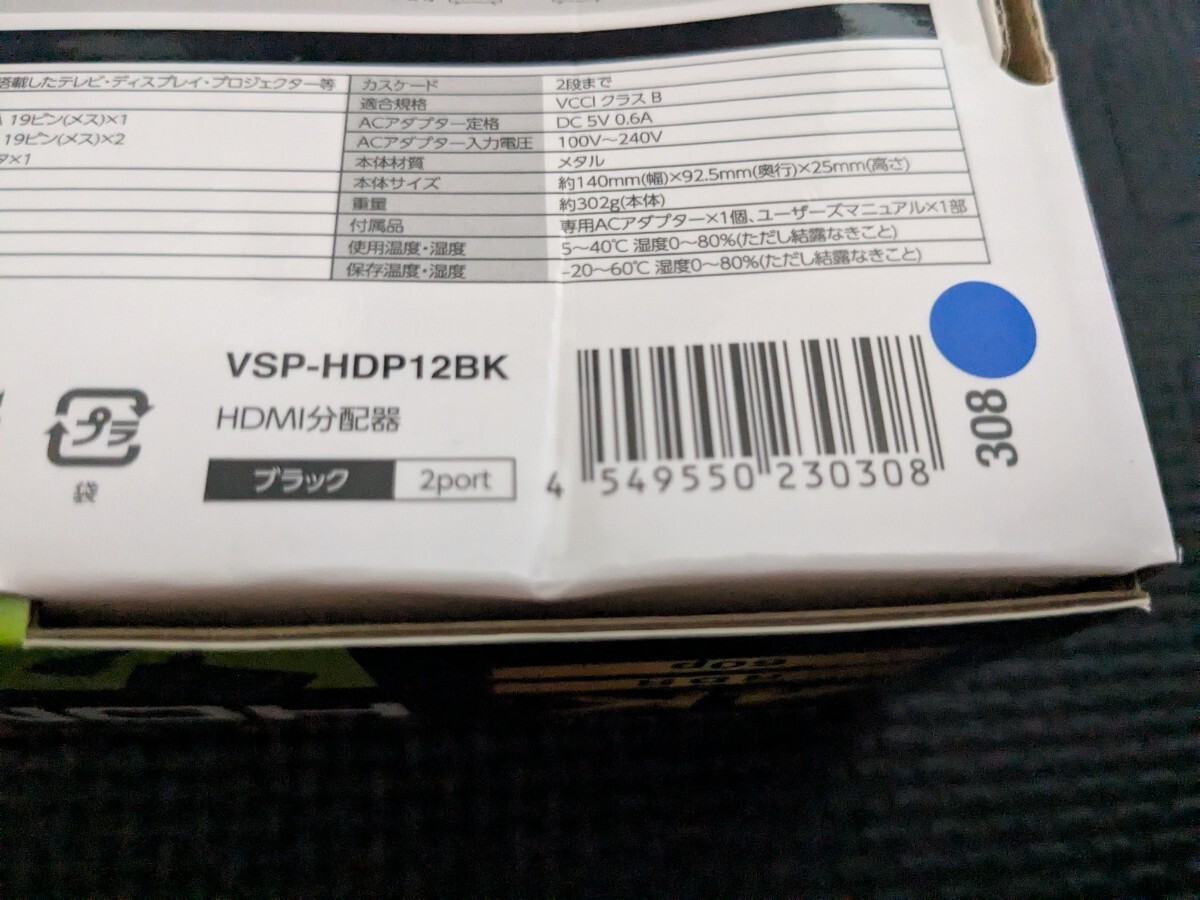 搭載したテレビ・ディスプレイ・プロジェクター等
19ピン(メス)×1
19ピン(メス)×2
×1
カスケード 2段まで
適合規格 VCCI クラス B
ACアダプター定格 DC 5V 0.6A
ACアダプター入力電圧 100V～240V
本体材質 メタル
本体サイズ 約140mm(幅)×92.5mm(奥行)×25mm(高さ)
重量 約302g(本体)
付属品 専用ACアダプター×1個、ユーザーズマニュアル×1部
使用温度・湿度 5～40℃ 湿度0～80%(ただし結露なきこと)
保存温度・湿度 -20～60℃ 湿度0～80%(ただし結露なきこと)
VSP-HDP12BK
HDMI分配器
ブラック 2port
プラ
袋
4 549550 230308
308